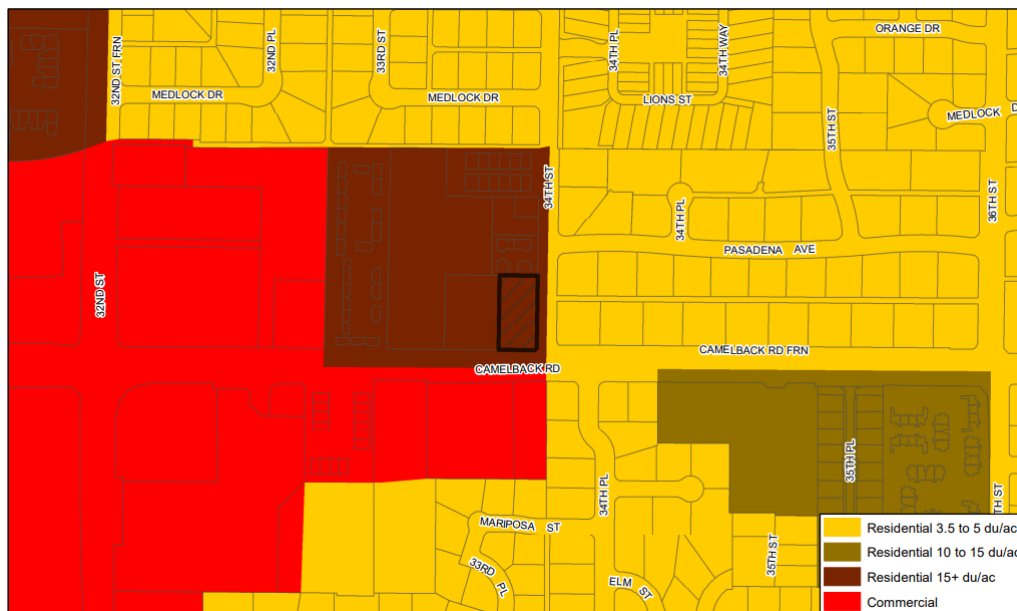 ORANGE DR
32ND ST FRN
32ND PL
33RD ST
34TH PL
34TH WAY
MEDLOCK DR
MEDLOCK DR
LIONS ST
MEDLOCK D
35TH ST
34TH ST
36TH ST
34TH PL
PASADENA AVE
32ND ST
CAMELBACK RD FRN
CAMELBACK RD
35TH PL
34TH PL
TH ST
MARIPOSA ST
33RD PL
ELM ST
35TH ST
Residential 3.5 to 5 du/ac
Residential 10 to 15 du/ac
Residential 15+ du/ac
Commercial